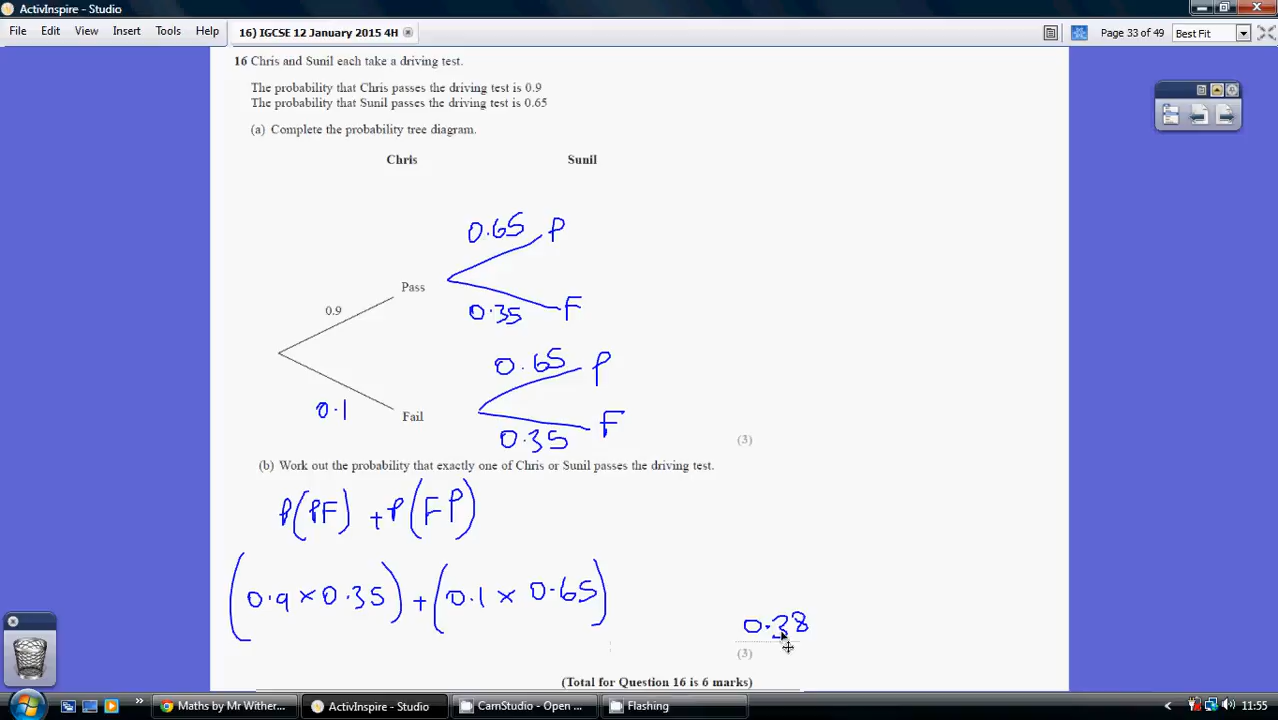 ActivInspire - Studio
File Edit View Insert Tools Help
16) IGCSE 12 January 2015 4H
Page 33 of 49 Best Fit
16 Chris and Sunil each take a driving test.
The probability that Chris passes the driving test is 0.9
The probability that Sunil passes the driving test is 0.65
(a) Complete the probability tree diagram.
Chris Sunil
0.65 P
Pass
0.9
0.35 F
0.65 P
0.1
Fail
F
0.35
(3)
(b) Work out the probability that exactly one of Chris or Sunil passes the driving test.
P(PF) + P(FP)
(0.9 × 0.35) + (0.1 × 0.65)
0.38
(3)
(Total for Question 16 is 6 marks)
Maths by Mr Wither... ActivInspire - Studio CamStudio - Open ... Flashing 11:55